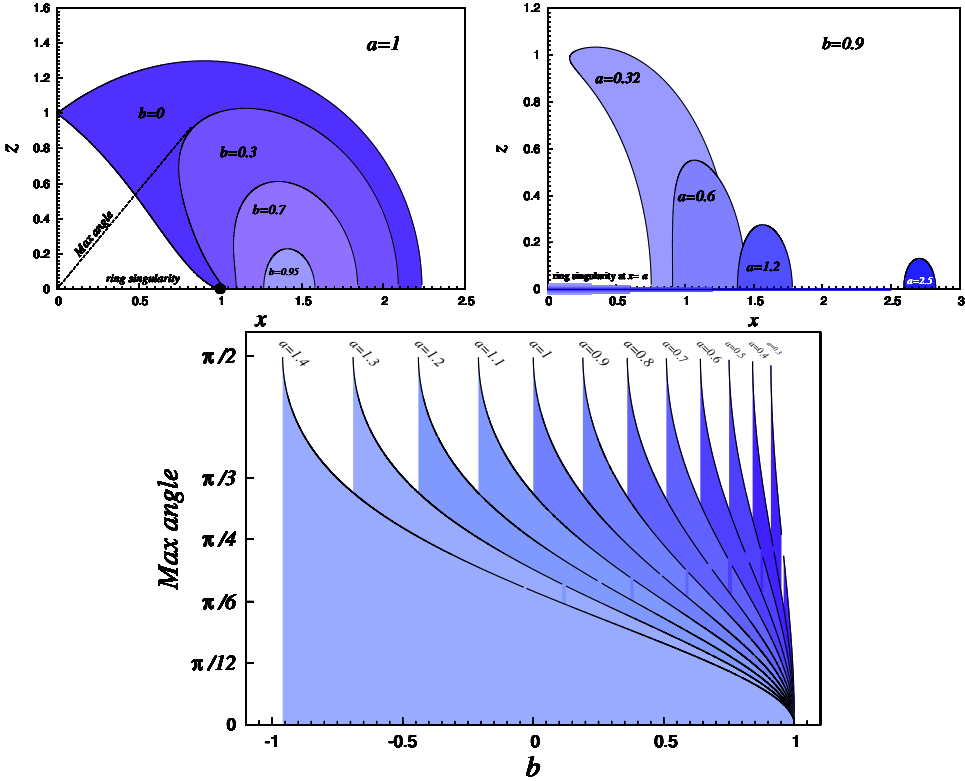 1.6
1.4
1.2
1
0.8
0.6
0.4
0.2
0
z
a=1
b=0
b=0.3
b=0.7
b=0.95
Max angle
ring singularity
0 0.5 1 1.5 2 2.5
x
1.2
1
0.8
0.6
0.4
0.2
0
z
b=0.9
a=0.32
a=0.6
a=1.2
a=2.5
ring singularity at x= a
0 0.5 1 1.5 2 2.5 3
x
a=1.4 a=1.3 a=1.2 a=1.1 a=1 a=0.9 a=0.8 a=0.7 a=0.6 a=0.5 a=0.4 a=0.3
π/2
π/3
π/4
π/6
π/12
0
Max angle
-1 -0.5 0 0.5 1
b